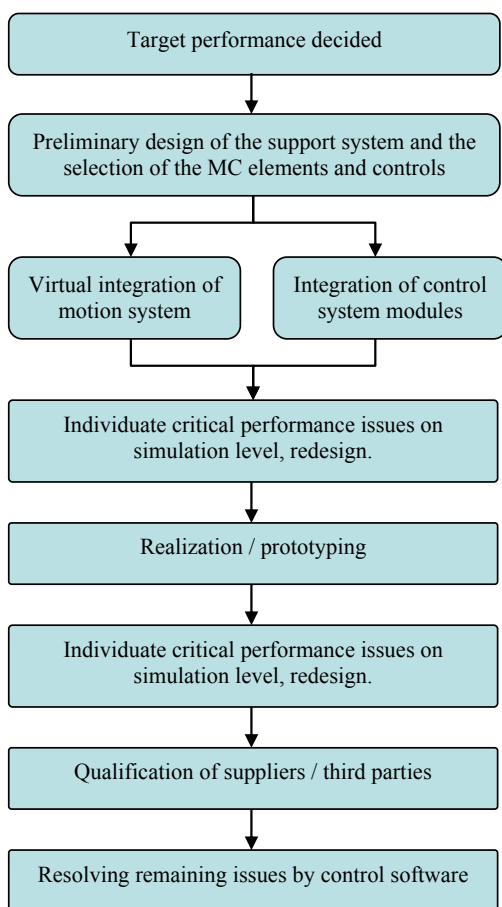 Target performance decided
Preliminary design of the support system and the
selection of the MC elements and controls
Virtual integration of
motion system
Integration of control
system modules
Individuate critical performance issues on
simulation level, redesign.
Realization / prototyping
Individuate critical performance issues on
simulation level, redesign.
Qualification of suppliers / third parties
Resolving remaining issues by control software